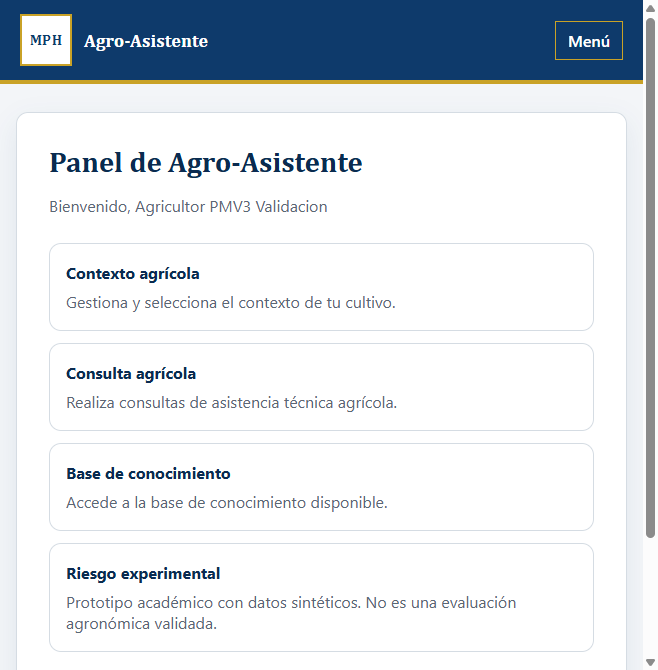 MPH
Agro-Asistente
Menú
Panel de Agro-Asistente
Bienvenido, Agricultor PMV3 Validacion
Contexto agrícola
Gestiona y selecciona el contexto de tu cultivo.
Consulta agrícola
Realiza consultas de asistencia técnica agrícola.
Base de conocimiento
Accede a la base de conocimiento disponible.
Riesgo experimental
Prototipo académico con datos sintéticos. No es una evaluación
agronómica validada.